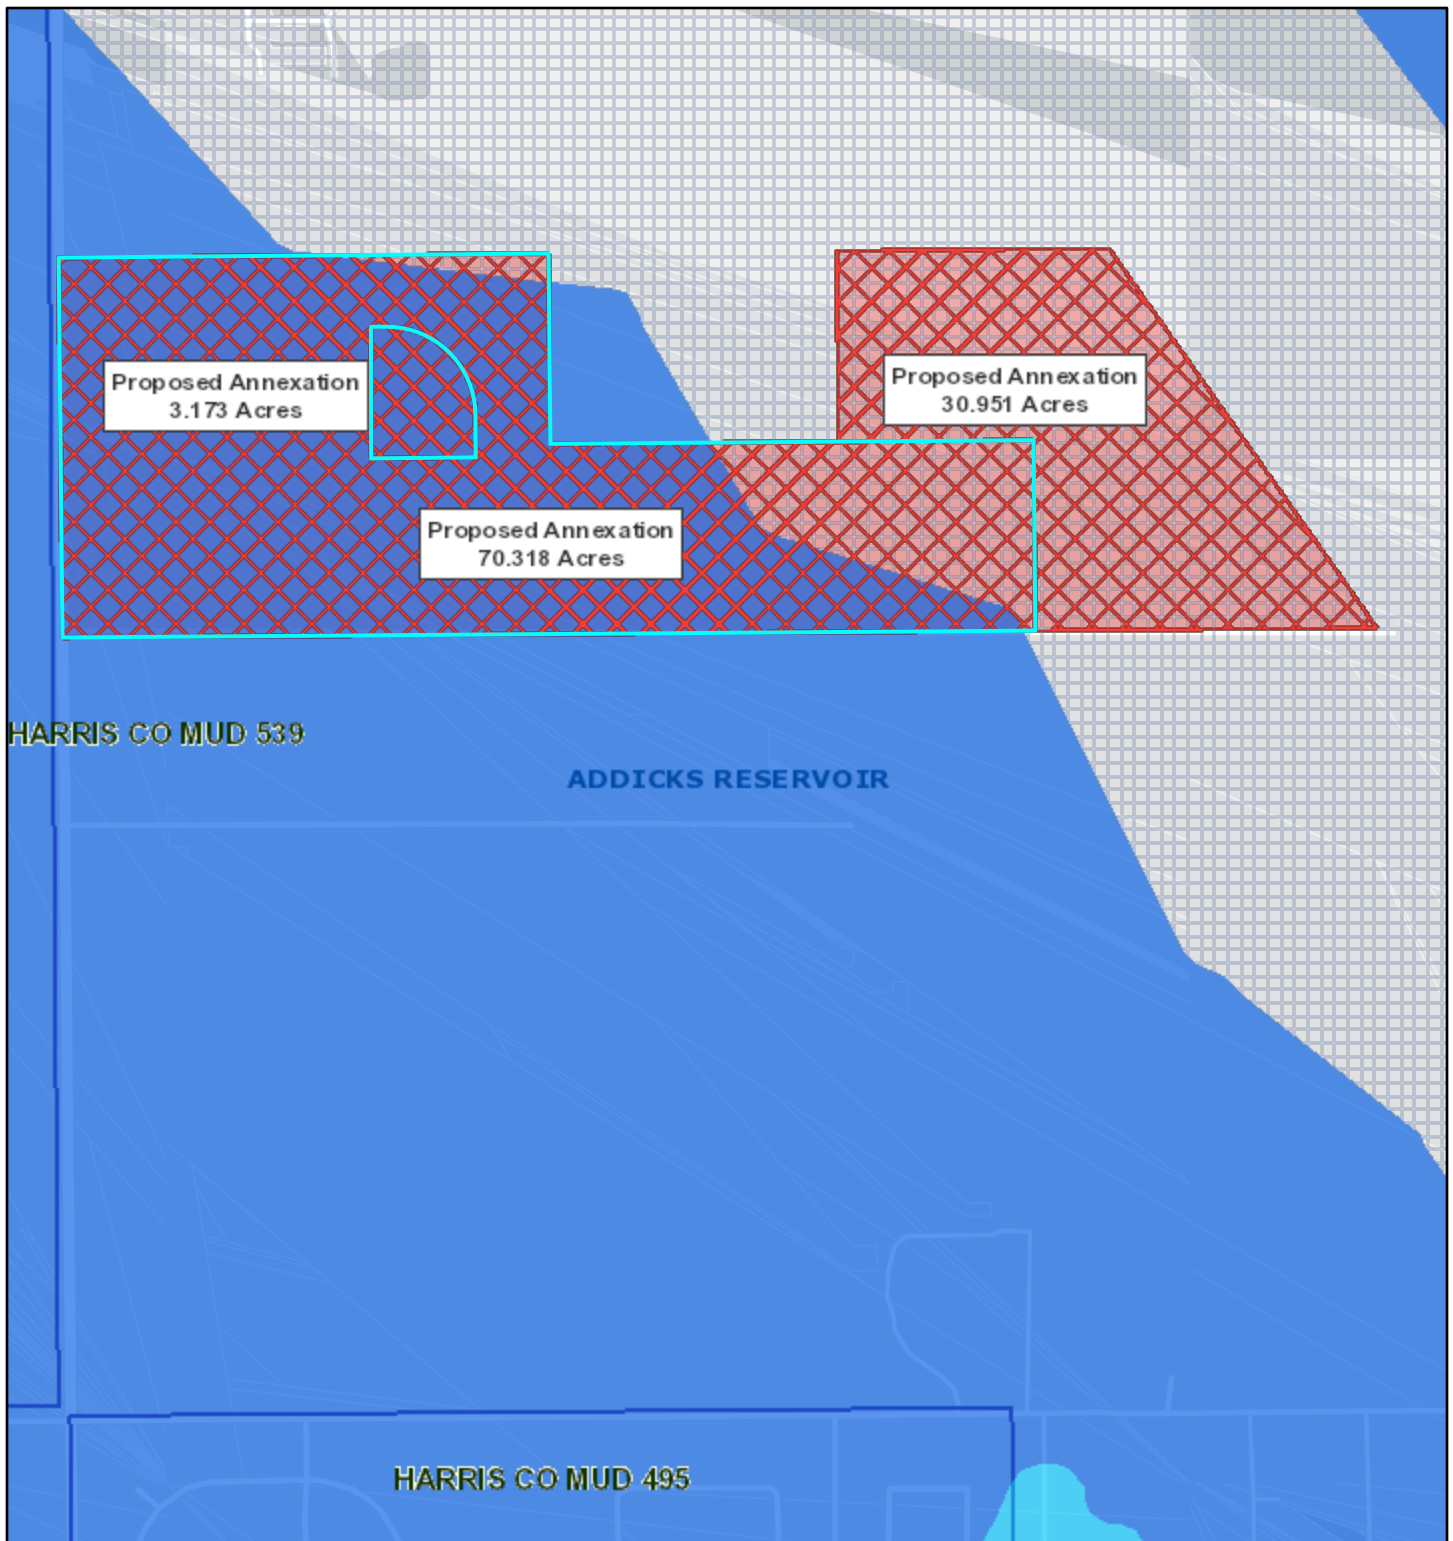 Proposed Annexation
3.173 Acres
Proposed Annexation
30.951 Acres
Proposed Annexation
70.318 Acres
HARRIS CO MUD 539
ADDICKS RESERVOIR
HARRIS CO MUD 495